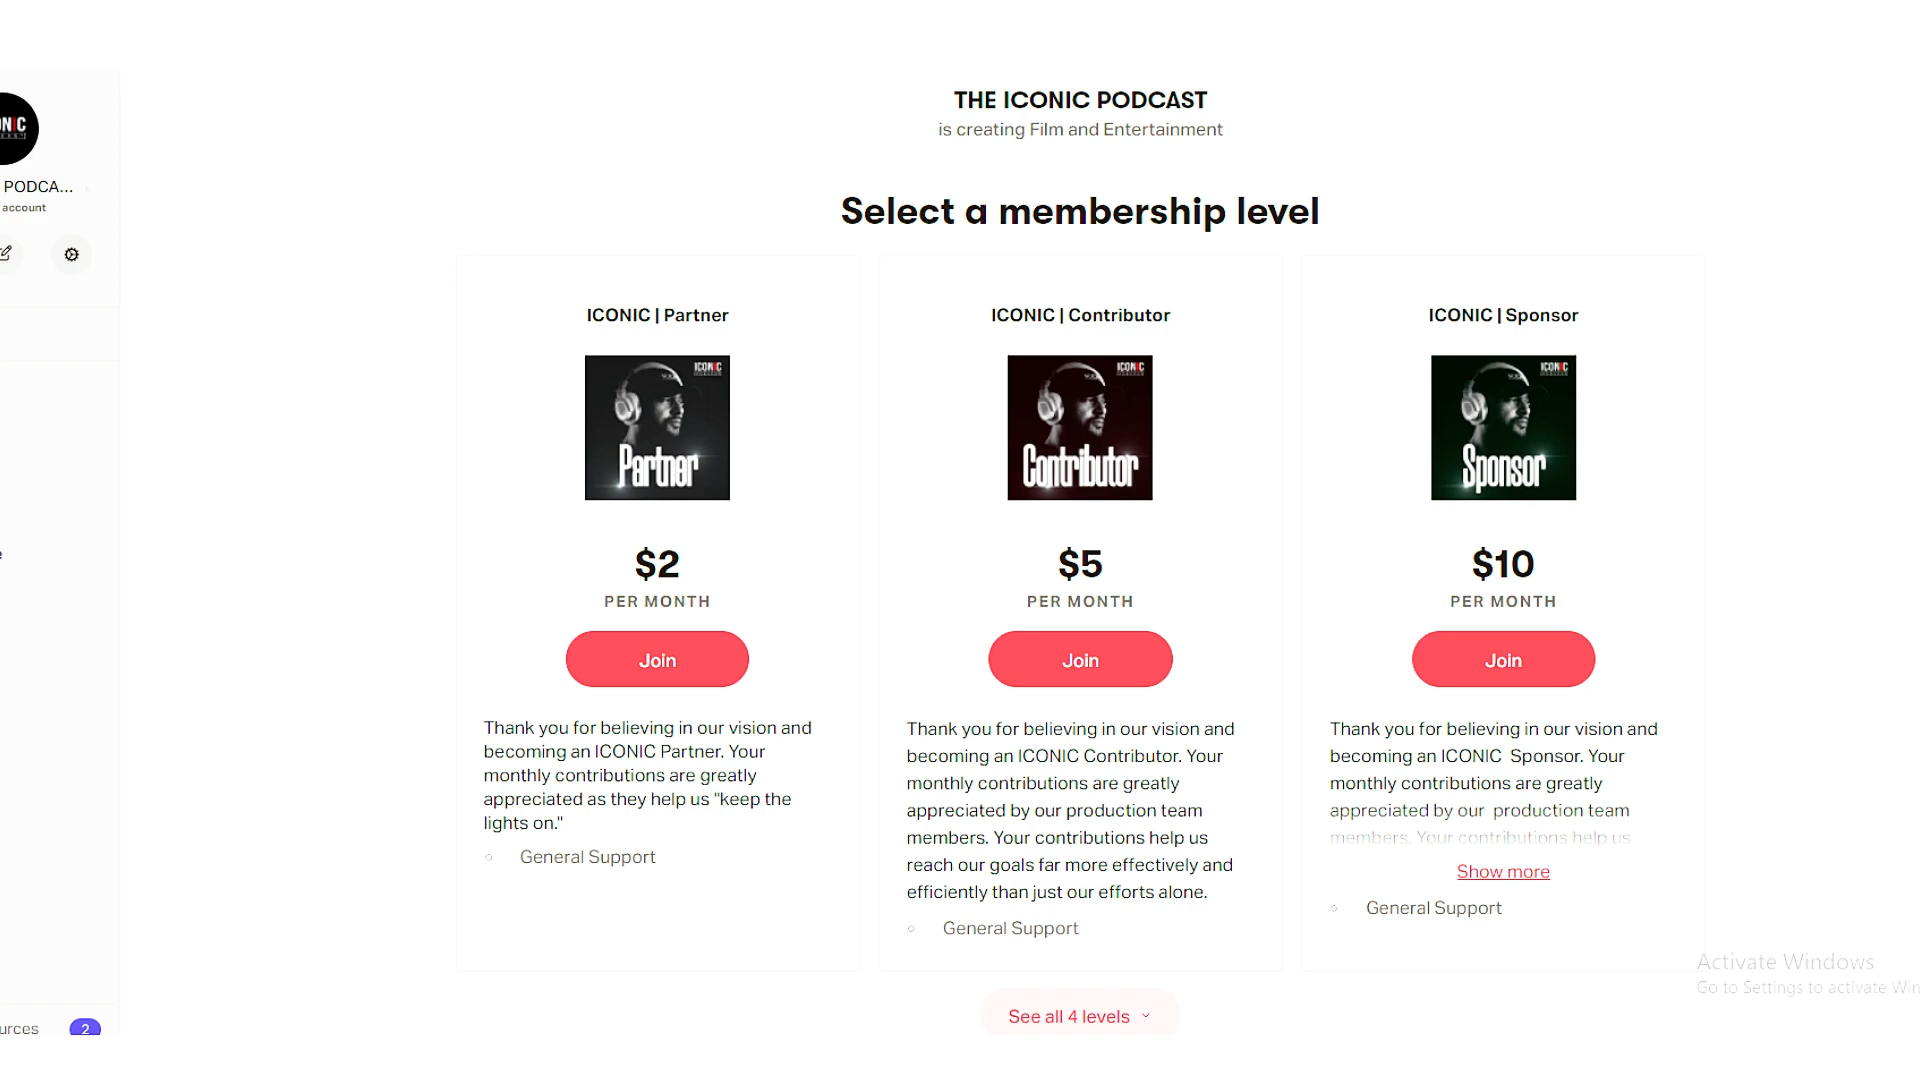 THE ICONIC PODCAST
is creating Film and Entertainment
PODCA...
account
Select a membership level
ICONIC | Partner
ICONIC
Partner
$2
PER MONTH
Join
Thank you for believing in our vision and
becoming an ICONIC Partner. Your
monthly contributions are greatly
appreciated as they help us "keep the
lights on."
General Support
ICONIC | Contributor
ICONIC
Contributor
$5
PER MONTH
Join
Thank you for believing in our vision and
becoming an ICONIC Contributor. Your
monthly contributions are greatly
appreciated by our production team
members. Your contributions help us
reach our goals far more effectively and
efficiently than just our efforts alone.
General Support
ICONIC | Sponsor
ICONIC
Sponsor
$10
PER MONTH
Join
Thank you for believing in our vision and
becoming an ICONIC  Sponsor. Your
monthly contributions are greatly
appreciated by our  production team
members. Your contributions help us
Show more
General Support
See all 4 levels
Activate Windows
Go to Settings to activate Win
urces
2